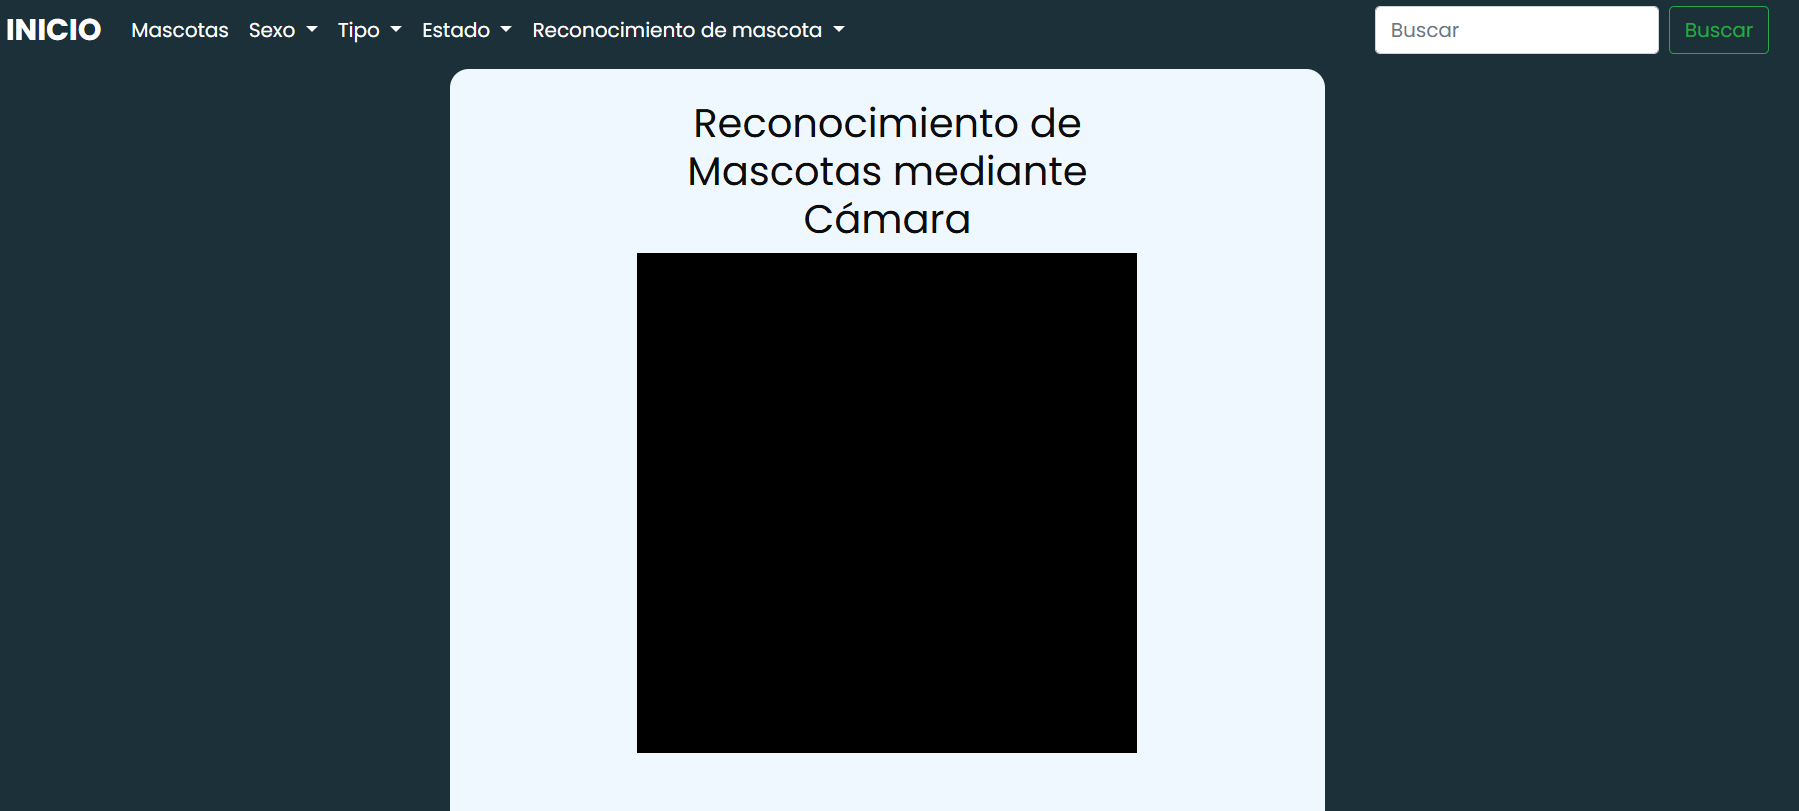 INICIO Mascotas Sexo Tipo Estado Reconocimiento de mascota Buscar Buscar
Reconocimiento de
Mascotas mediante
Cámara